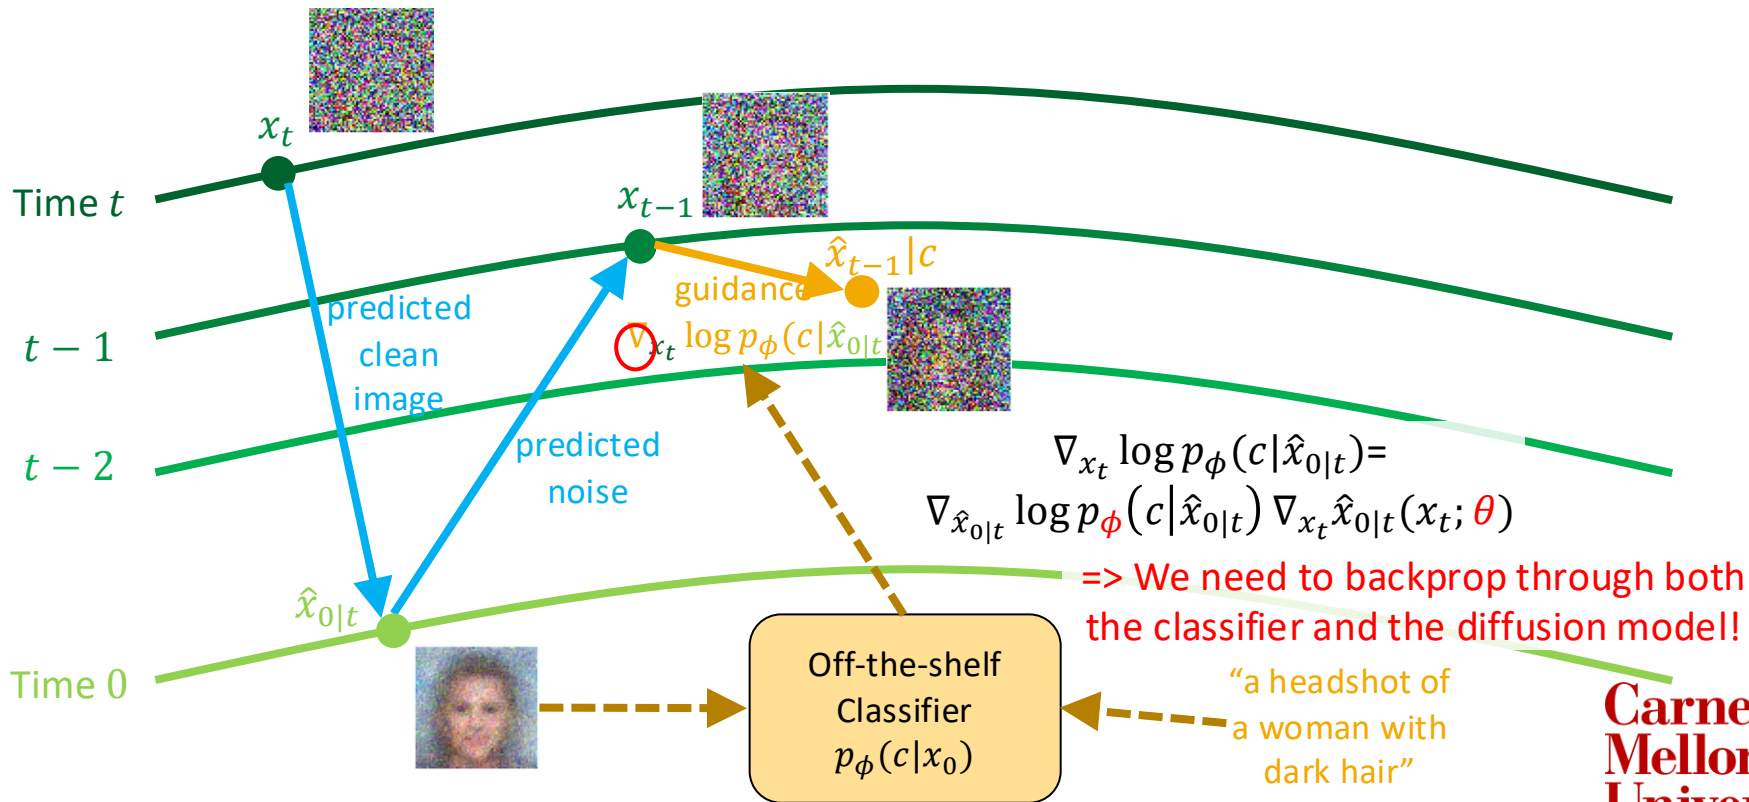 x_t
Time t
x_{t−1}
x̂_{t−1}|c
predicted
clean
image
guidance
∇_{x_t} log p_ϕ(c|x̂_{0|t}
t − 1
predicted
noise
t − 2
∇_{x_t} log p_ϕ(c|x̂_{0|t})=
∇_{x̂_{0|t}} log p_ϕ(c|x̂_{0|t}) ∇_{x_t} x̂_{0|t}(x_t; θ)
=> We need to backprop through both
the classifier and the diffusion model!
x̂_{0|t}
Time 0
Off-the-shelf
Classifier
p_ϕ(c|x_0)
“a headshot of
a woman with
dark hair”
Carne
Mellor